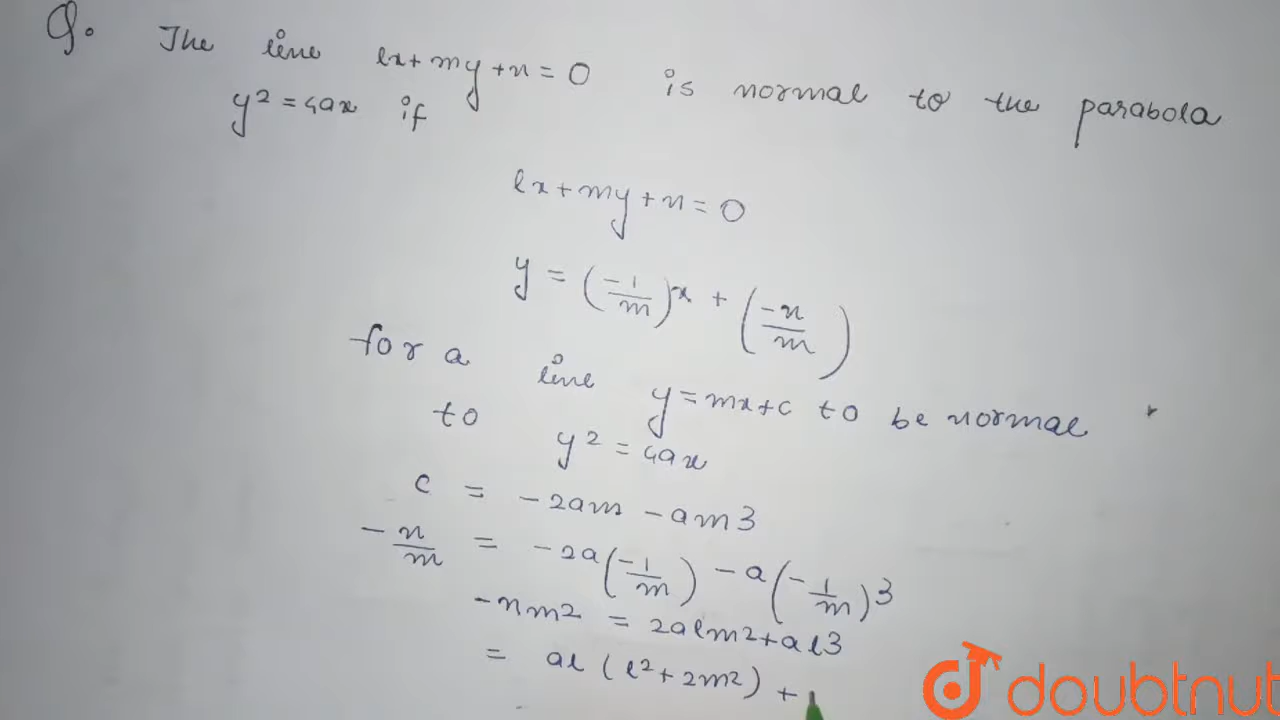 Q. The line lx + my + n = 0 is normal to the parabola
y² = 4ax if
lx + my + n = 0
y = (-l/m)x + (-n/m)
for a line y = mx + c to be normal
to y² = 4ax
c = -2am - am3
-n/m = -2a(-l/m) - a(-l/m)3
-nm2 = 2alm2 + al3
= al (l2 + 2m2) +
doubtnut